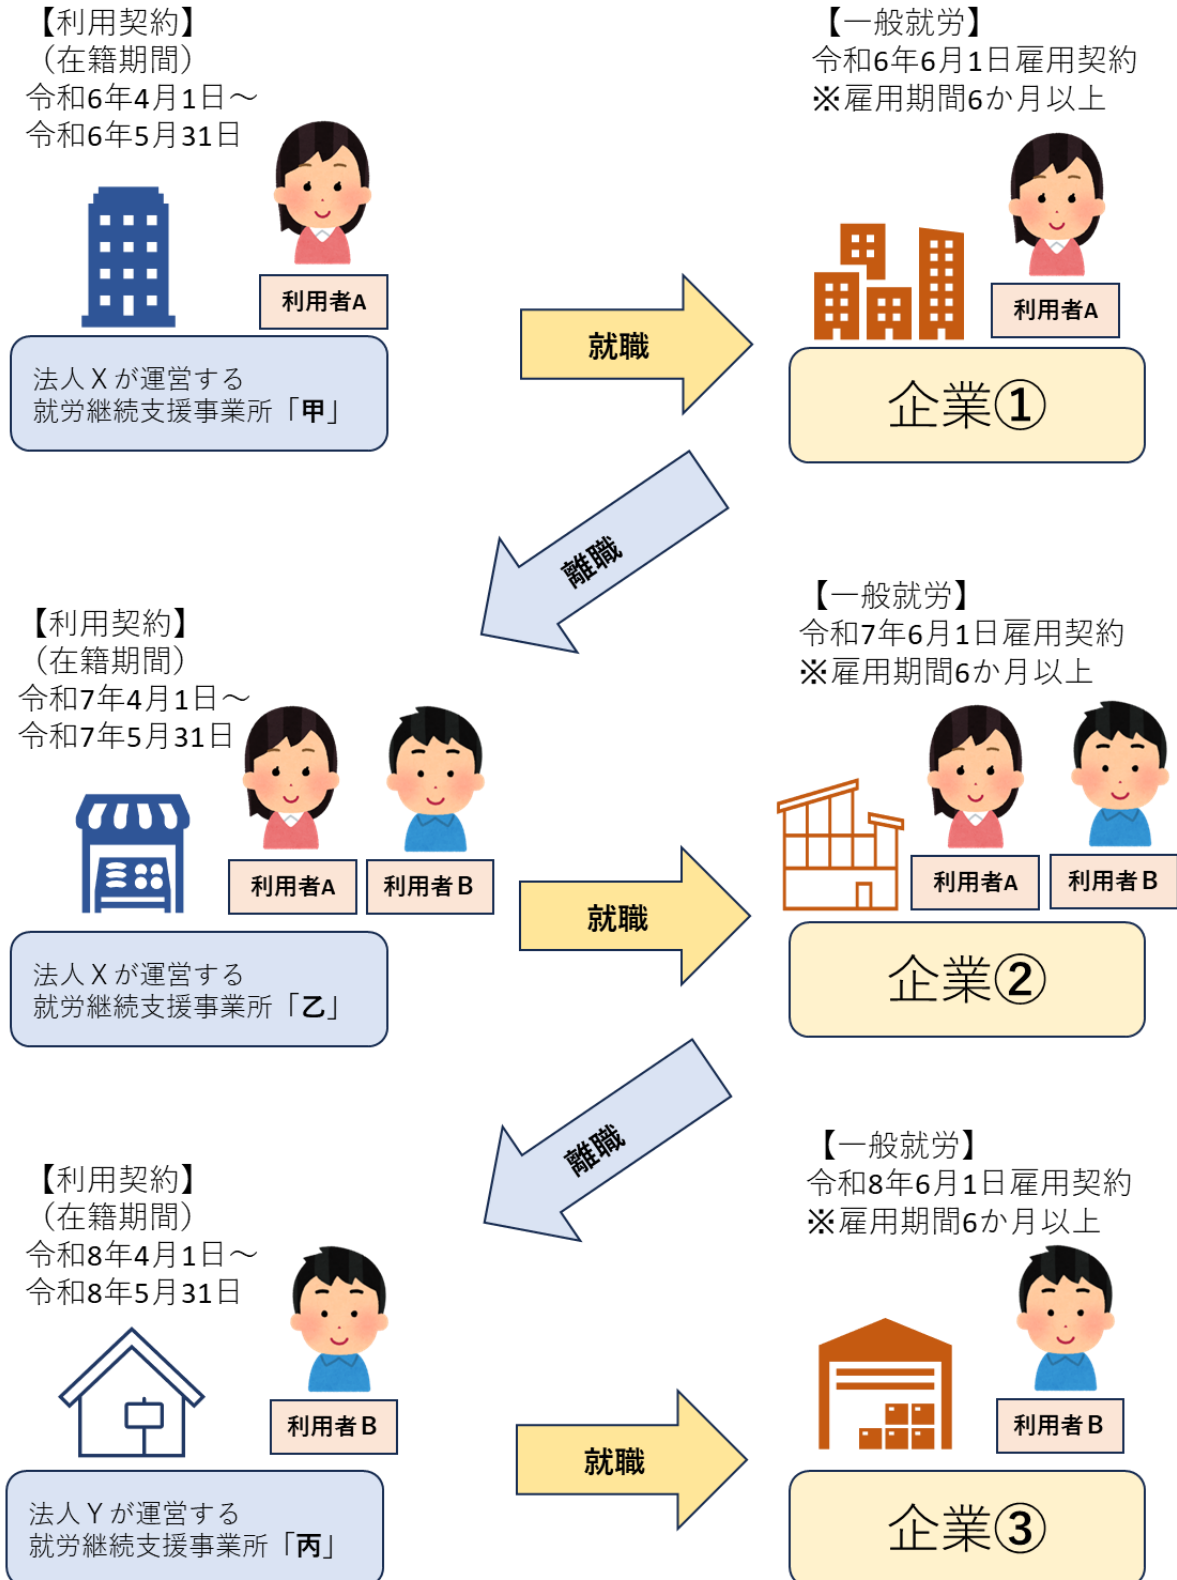 【利用契約】
（在籍期間）
令和6年4月1日～
令和6年5月31日
利用者A
法人Ｘが運営する
就労継続支援事業所「甲」
就職
【一般就労】
令和6年6月1日雇用契約
※雇用期間6か月以上
利用者A
企業①
離職
【利用契約】
（在籍期間）
令和7年4月1日～
令和7年5月31日
利用者A
利用者Ｂ
法人Ｘが運営する
就労継続支援事業所「乙」
就職
【一般就労】
令和7年6月1日雇用契約
※雇用期間6か月以上
利用者A
利用者Ｂ
企業②
離職
【利用契約】
（在籍期間）
令和8年4月1日～
令和8年5月31日
利用者Ｂ
法人Ｙが運営する
就労継続支援事業所「丙」
就職
【一般就労】
令和8年6月1日雇用契約
※雇用期間6か月以上
利用者Ｂ
企業③